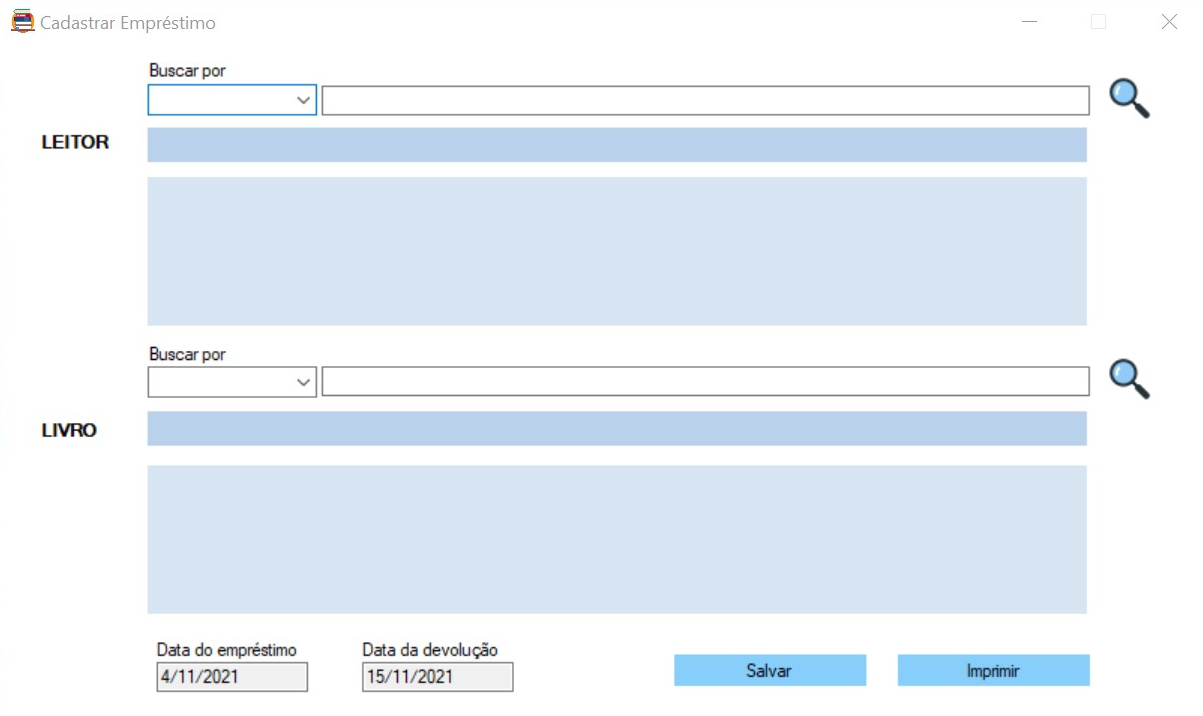 Cadastrar Empréstimo
Buscar por
LEITOR
Buscar por
LIVRO
Data do empréstimo
Data da devolução
4/11/2021
15/11/2021
Salvar
Imprimir